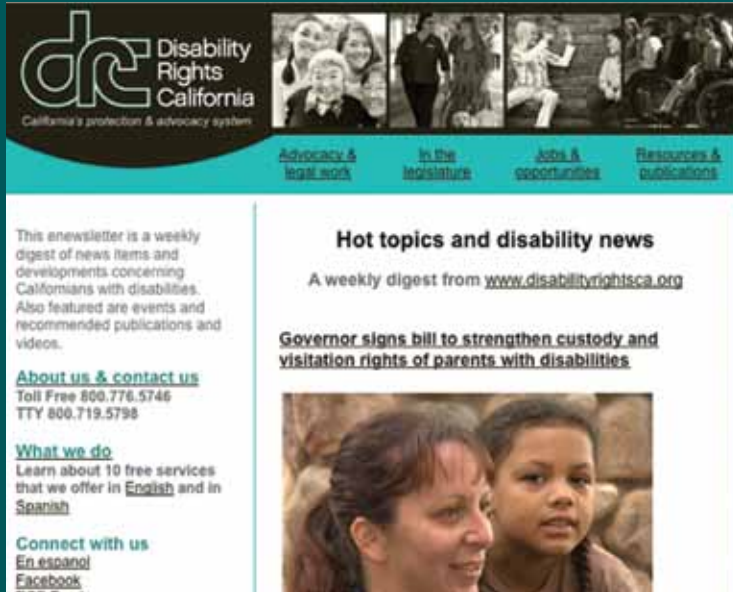 drc
Disability
Rights
California
California's protection & advocacy system
Advocacy &
legal work
In the
legislature
Jobs &
opportunities
Resources &
publications
This enewsletter is a weekly
digest of news items and
developments concerning
Californians with disabilities.
Also featured are events and
recommended publications and
videos.
About us & contact us
Toll Free 800.776.5746
TTY 800.719.5798
What we do
Learn about 10 free services
that we offer in English and in
Spanish
Connect with us
En espanol
Facebook
Hot topics and disability news
A weekly digest from www.disabilityrightsca.org
Governor signs bill to strengthen custody and
visitation rights of parents with disabilities